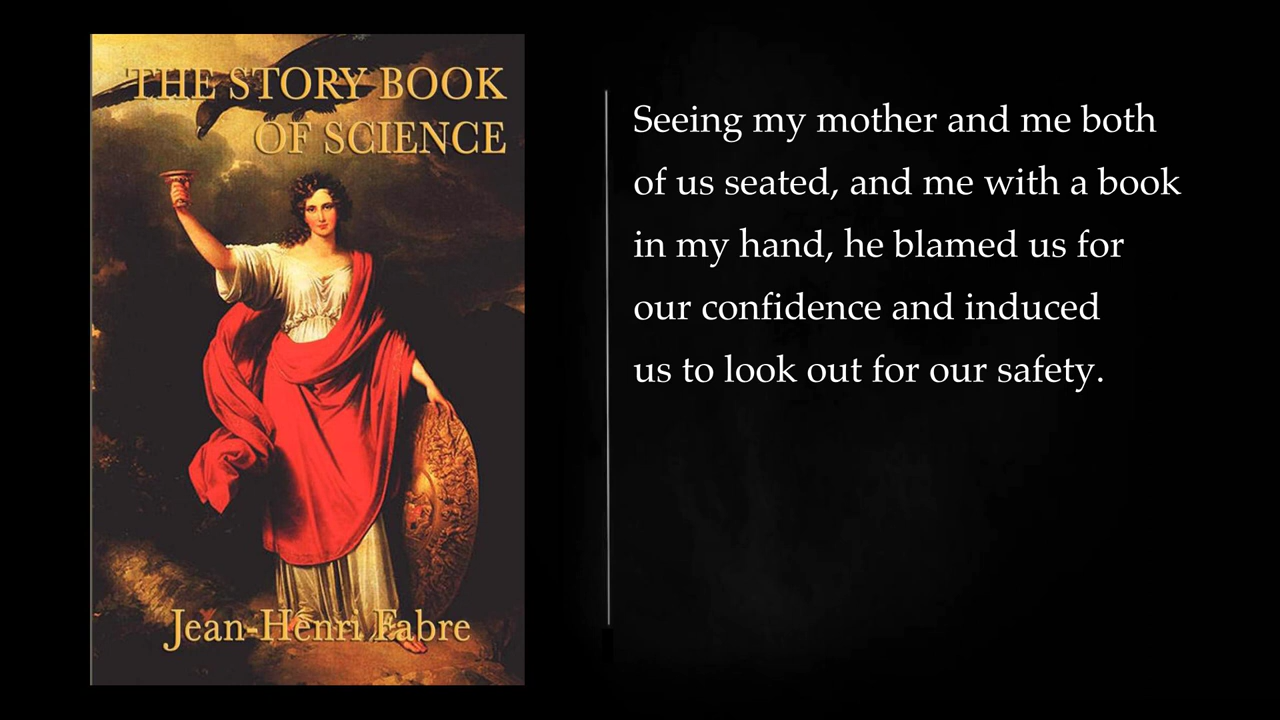 THE STORY BOOK
OF SCIENCE
Jean-Henri Fabre
Seeing my mother and me both
of us seated, and me with a book
in my hand, he blamed us for
our confidence and induced
us to look out for our safety.